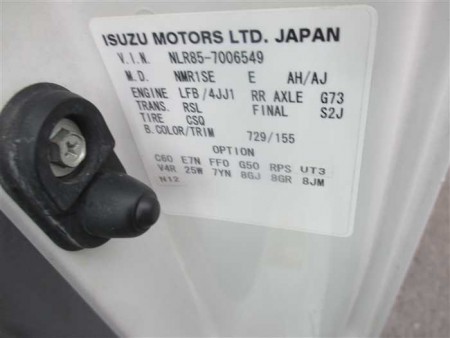 ISUZU MOTORS LTD. JAPAN
V.I.N. NLR85-7006549
M.D. NMR1SE E AH/AJ
ENGINE LFB/4JJ1 RR AXLE G73
TRANS. RSL FINAL S2J
TIRE CSQ
B.COLOR/TRIM 729/155
OPTION
C60 E7N FF0 G50 RPS UT3
V4R 25W 7YN 8GJ 8GR 8JM
N12